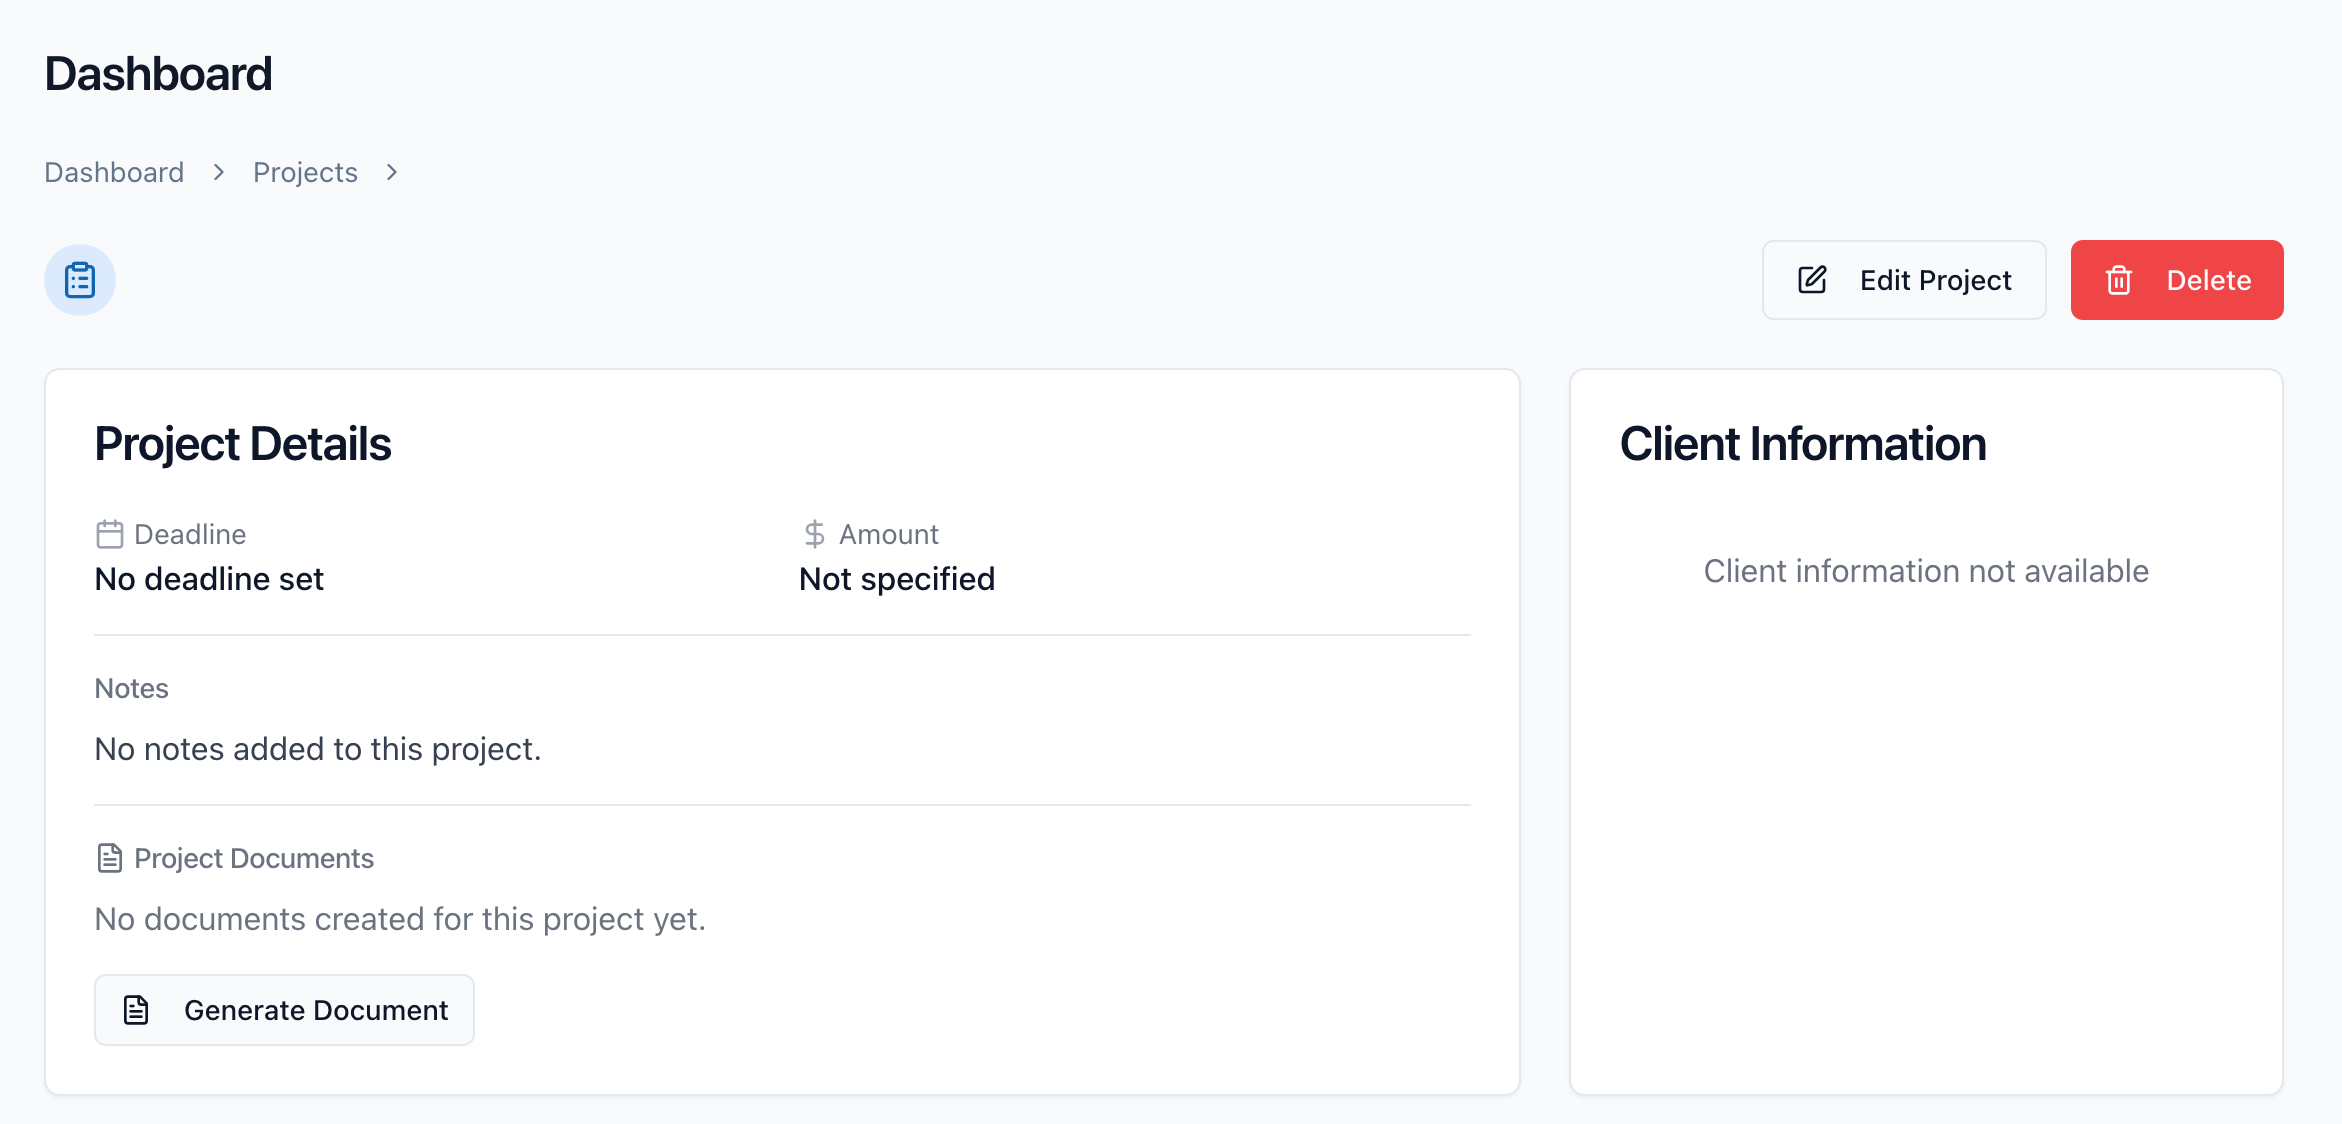 Dashboard
Dashboard > Projects >
Edit Project
Delete
Project Details
Deadline
No deadline set
Amount
Not specified
Notes
No notes added to this project.
Project Documents
No documents created for this project yet.
Generate Document
Client Information
Client information not available